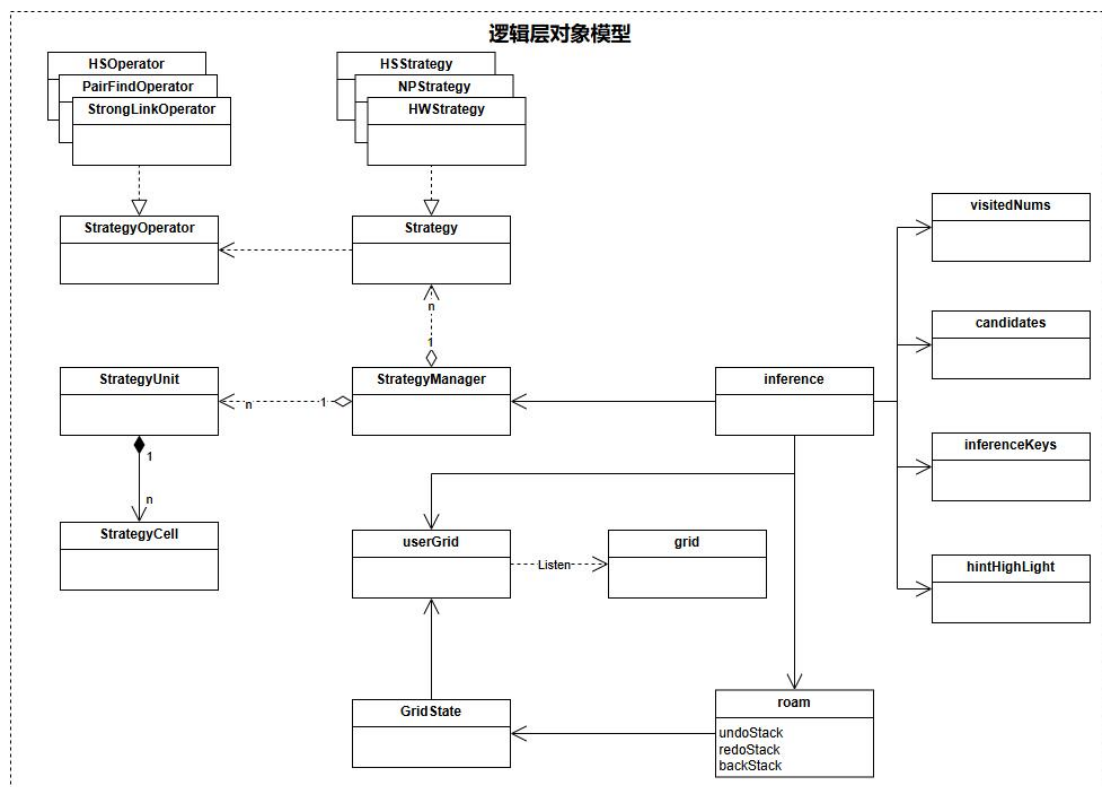 逻辑层对象模型
HSOperator
PairFindOperator
StrongLinkOperator
HSStrategy
NPStrategy
HWStrategy
StrategyOperator
Strategy
visitedNums
n
1
candidates
StrategyUnit
n
1
StrategyManager
inference
1
n
inferenceKeys
StrategyCell
userGrid
Listen
grid
hintHighLight
GridState
roam
undoStack
redoStack
backStack